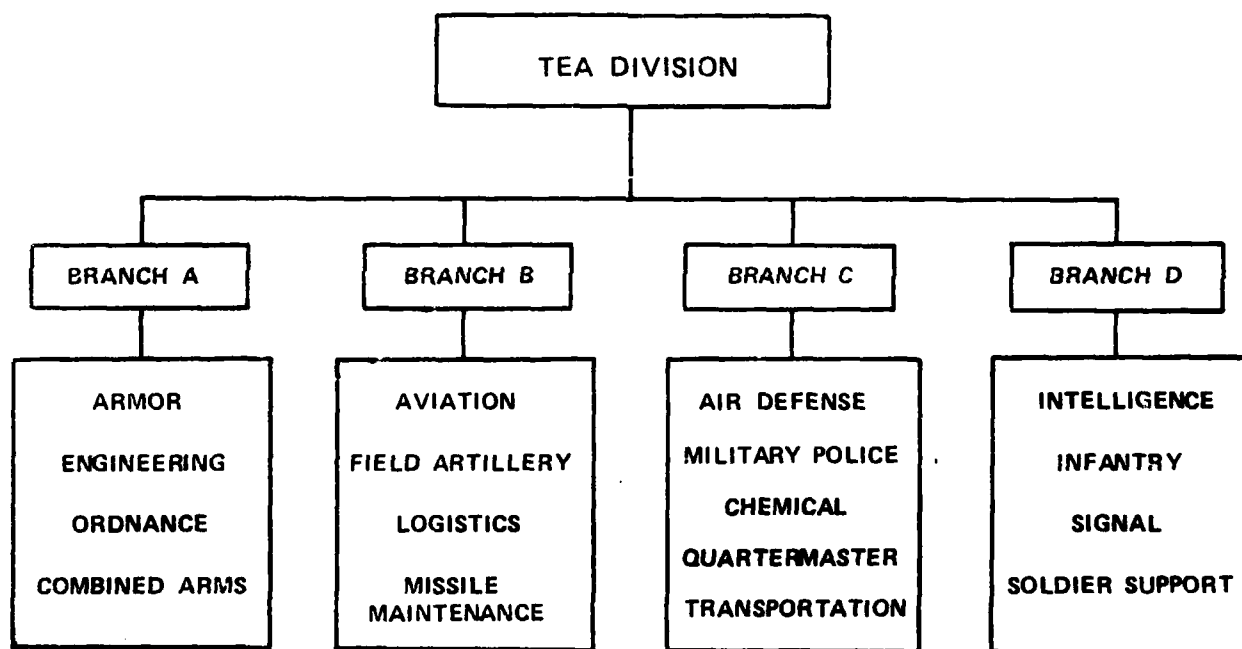 TEA DIVISION
BRANCH A
BRANCH B
BRANCH C
BRANCH D
ARMOR
ENGINEERING
ORDNANCE
COMBINED ARMS
AVIATION
FIELD ARTILLERY
LOGISTICS
MISSILE
MAINTENANCE
AIR DEFENSE
MILITARY POLICE
CHEMICAL
QUARTERMASTER
TRANSPORTATION
INTELLIGENCE
INFANTRY
SIGNAL
SOLDIER SUPPORT